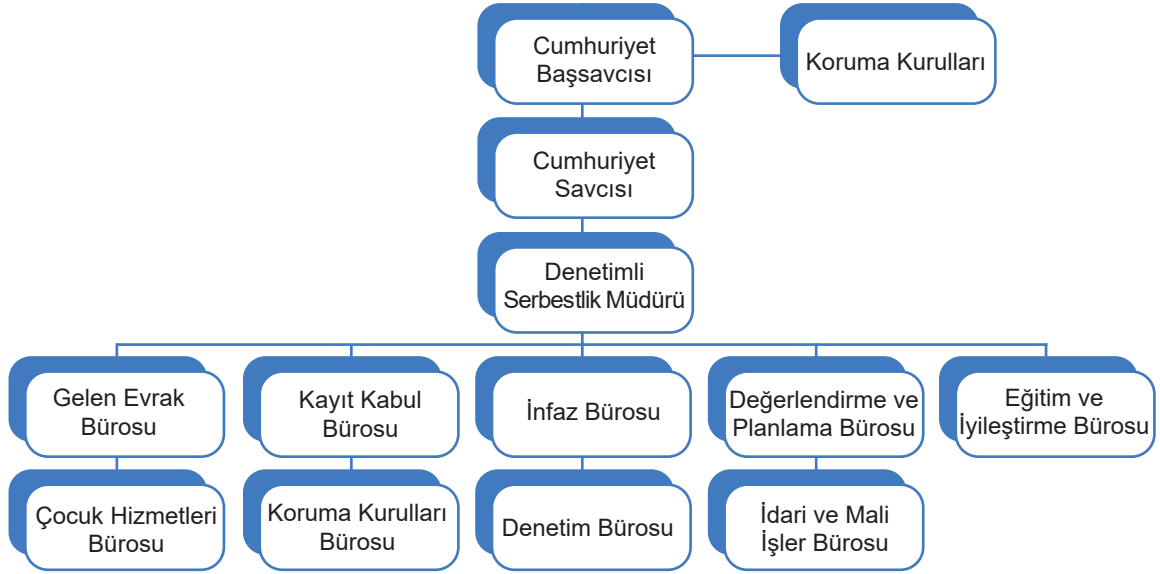 Cumhuriyet
Başsavcısı
Koruma Kurulları
Cumhuriyet
Savcısı
Denetimli
Serbestlik Müdürü
Gelen Evrak
Bürosu
Kayıt Kabul
Bürosu
İnfaz Bürosu
Değerlendirme ve
Planlama Bürosu
Eğitim ve
İyileştirme Bürosu
Çocuk Hizmetleri
Bürosu
Koruma Kurulları
Bürosu
Denetim Bürosu
İdari ve Mali
İşler Bürosu